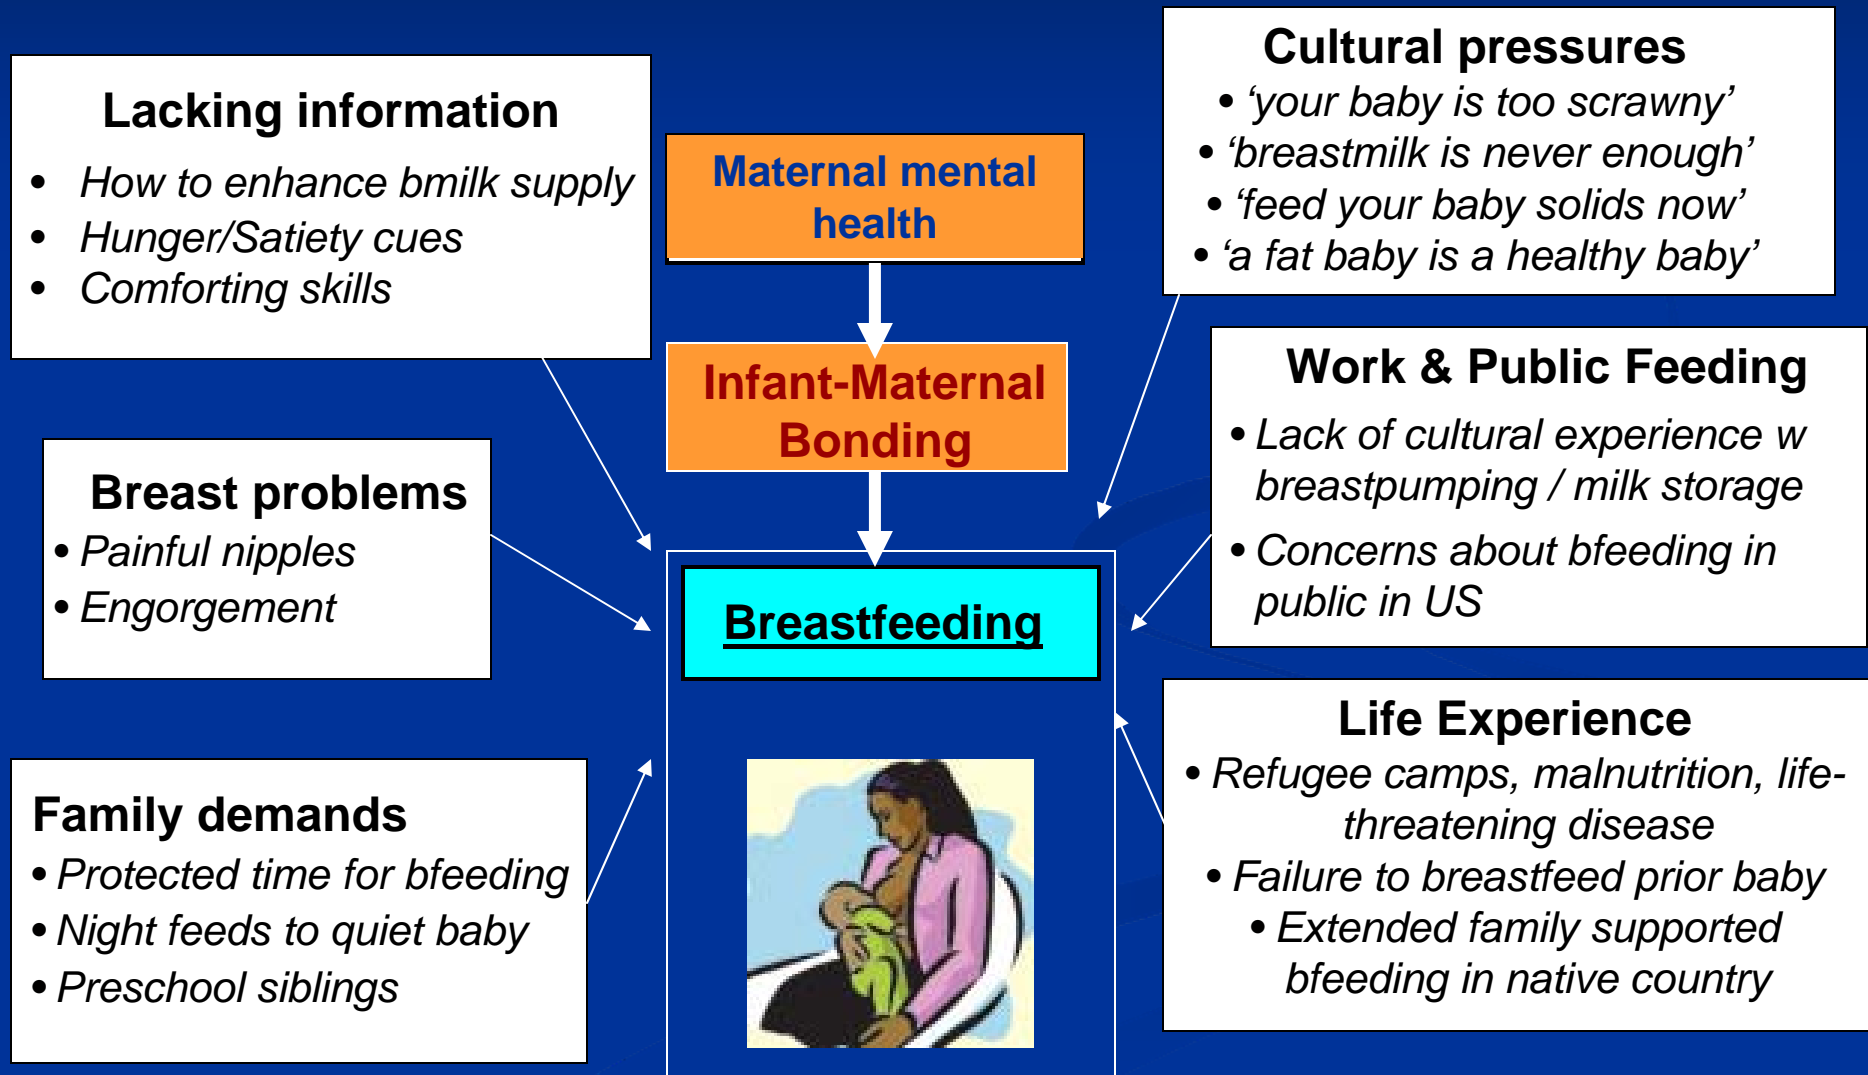 Lacking information
• How to enhance bmilk supply
• Hunger/Satiety cues
• Comforting skills
Breast problems
• Painful nipples
• Engorgement
Family demands
• Protected time for bfeeding
• Night feeds to quiet baby
• Preschool siblings
Maternal mental
health
Infant-Maternal
Bonding
Breastfeeding
Cultural pressures
• ‘your baby is too scrawny’
• ‘breastmilk is never enough’
• ‘feed your baby solids now’
• ‘a fat baby is a healthy baby’
Work & Public Feeding
• Lack of cultural experience w
breastpumping / milk storage
• Concerns about bfeeding in
public in US
Life Experience
• Refugee camps, malnutrition, life-
threatening disease
• Failure to breastfeed prior baby
• Extended family supported
bfeeding in native country